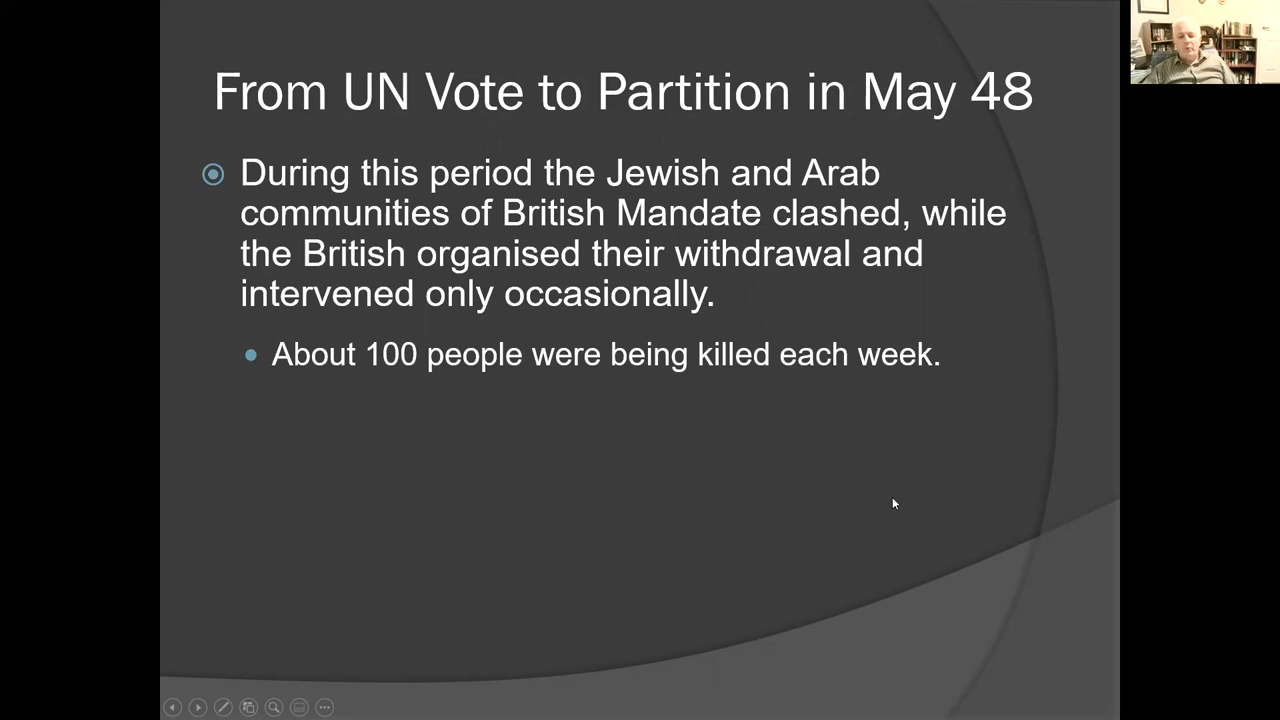 From UN Vote to Partition in May 48
During this period the Jewish and Arab
communities of British Mandate clashed, while
the British organised their withdrawal and
intervened only occasionally.
About 100 people were being killed each week.